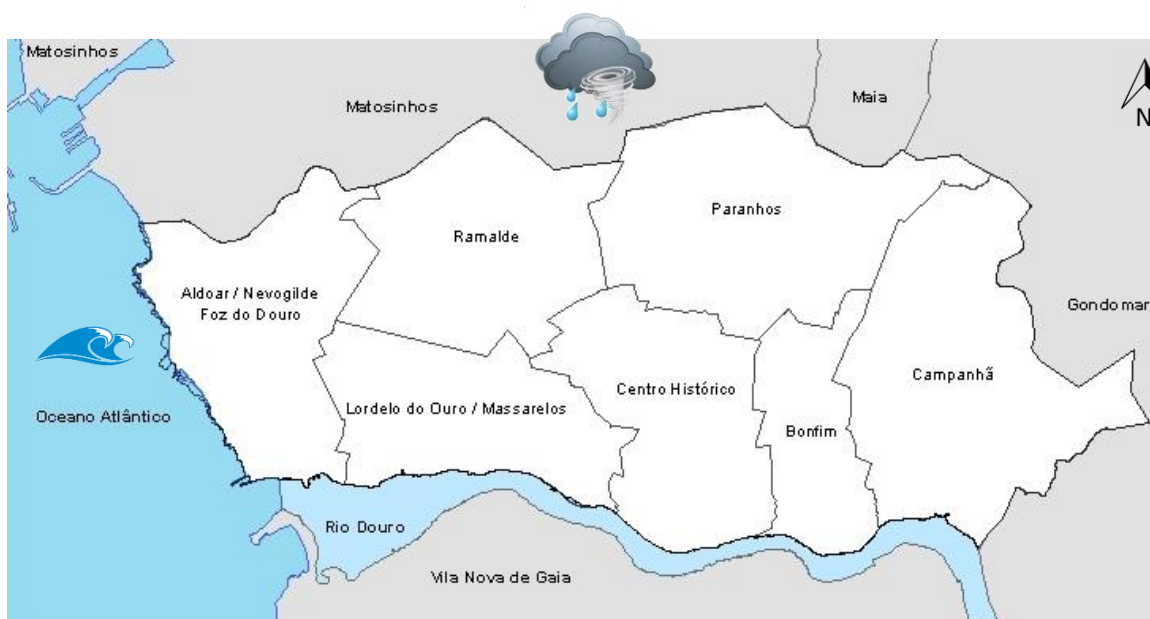 Matosinhos
Matosinhos
Maia
N
Paranhos
Ramalde
Aldoar / Nevogilde
Foz do Douro
Gondomar
Campanhã
Centro Histórico
Lordelo do Ouro / Massarelos
Oceano Atlântico
Bonfim
Rio Douro
Vila Nova de Gaia